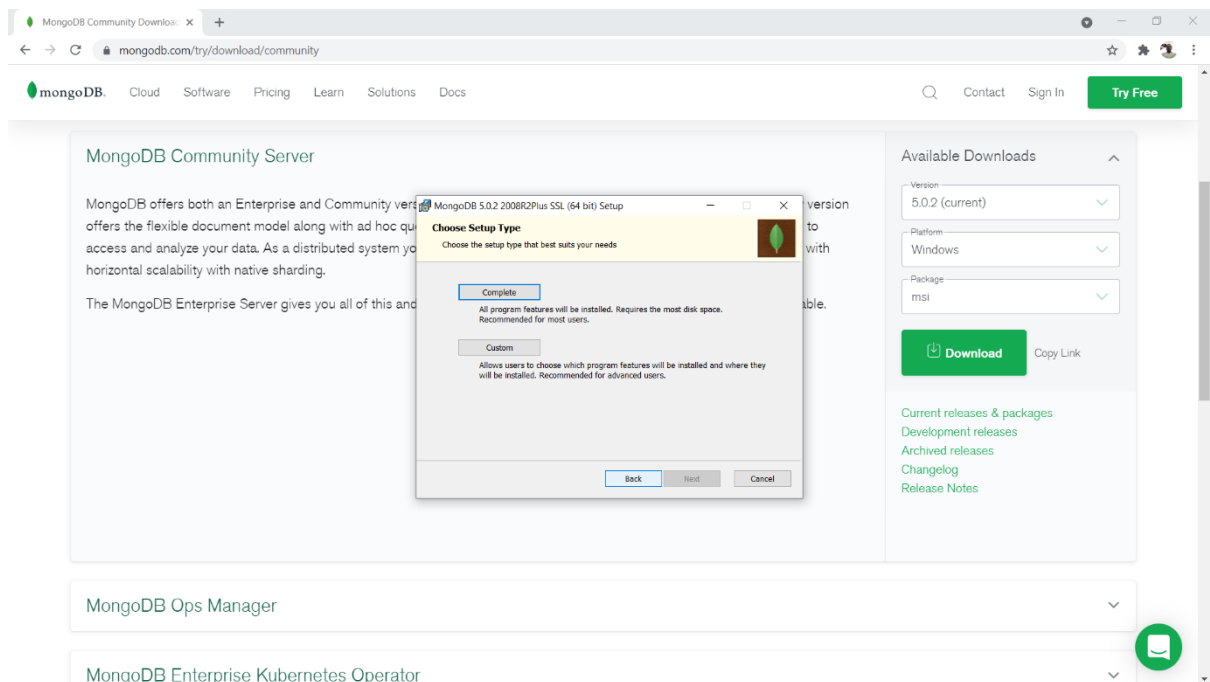 MongoDB Community Download
mongodb.com/try/download/community
mongoDB. Cloud Software Pricing Learn Solutions Docs Contact Sign In Try Free
MongoDB Community Server
MongoDB offers both an Enterprise and Community vers version
offers the flexible document model along with ad hoc qu to
access and analyze your data. As a distributed system yo with
horizontal scalability with native sharding.
The MongoDB Enterprise Server gives you all of this and able.
MongoDB 5.0.2 2008R2Plus SSL (64 bit) Setup
Choose Setup Type
Choose the setup type that best suits your needs
Complete
All program features will be installed. Requires the most disk space.
Recommended for most users.
Custom
Allows users to choose which program features will be installed and where they
will be installed. Recommended for advanced users.
Back Next Cancel
Available Downloads
Version
5.0.2 (current)
Platform
Windows
Package
msi
Download Copy Link
Current releases & packages
Development releases
Archived releases
Changelog
Release Notes
MongoDB Ops Manager
MongoDB Enterprise Kubernetes Operator